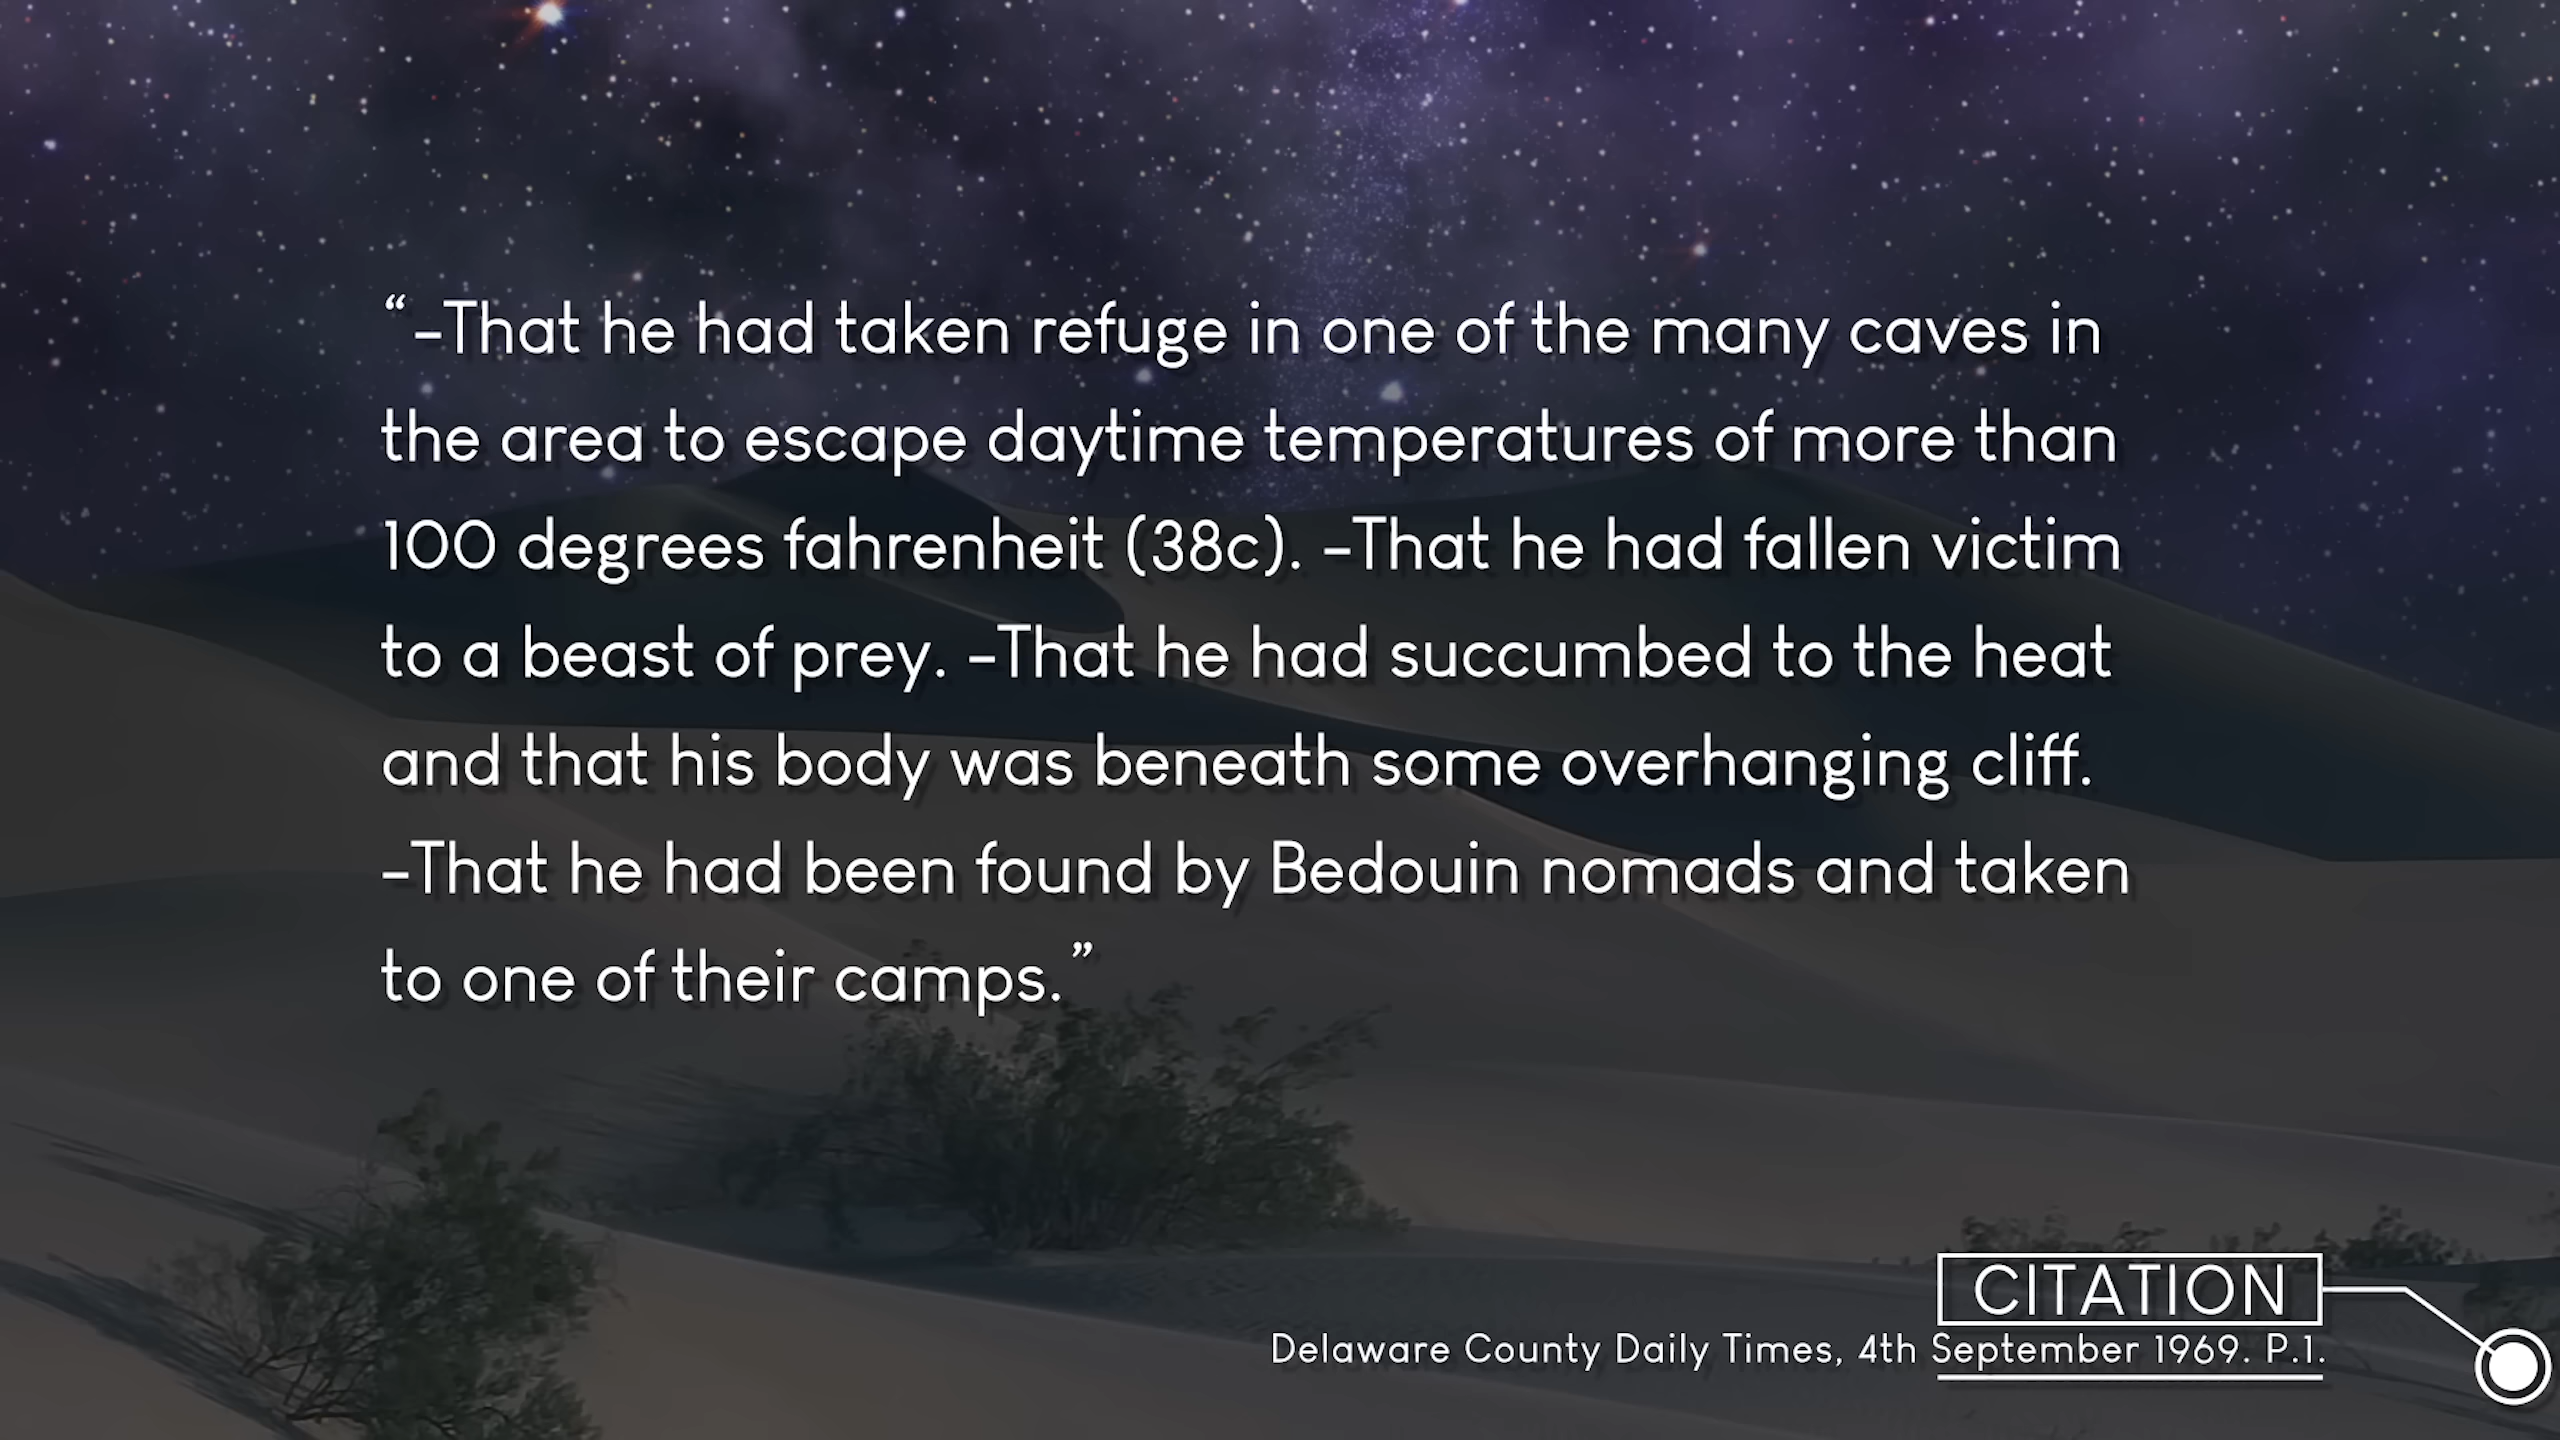 “-That he had taken refuge in one of the many caves in
the area to escape daytime temperatures of more than
100 degrees fahrenheit (38c). -That he had fallen victim
to a beast of prey. -That he had succumbed to the heat
and that his body was beneath some overhanging cliff.
-That he had been found by Bedouin nomads and taken
to one of their camps.”
CITATION
Delaware County Daily Times, 4th September 1969. P.1.